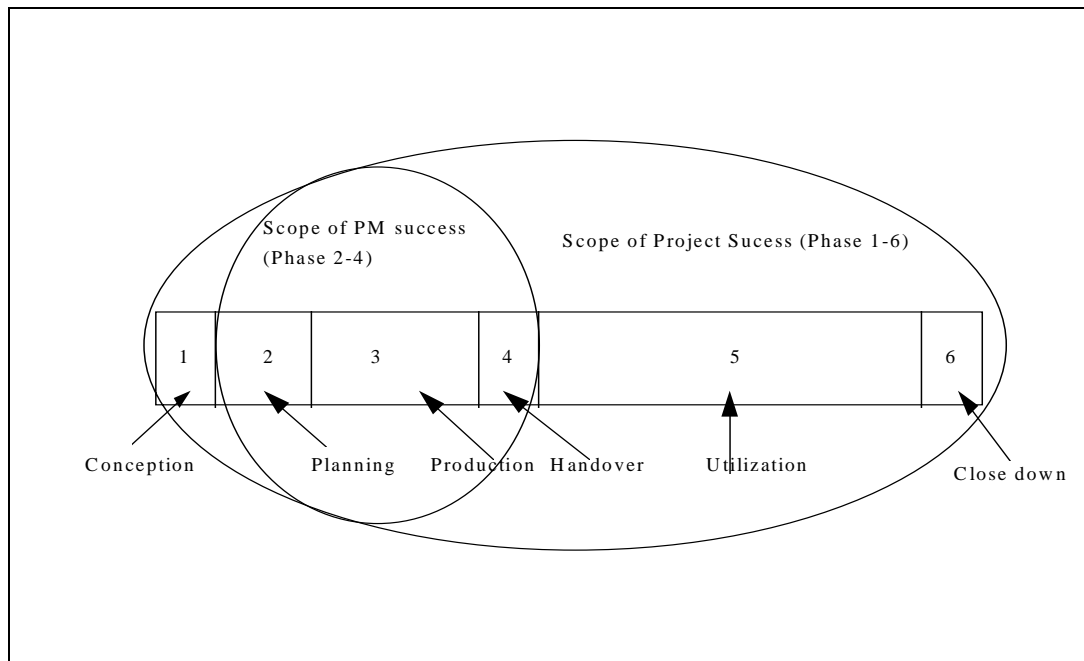 Scope of PM success
(Phase 2-4)
Scope of Project Sucess (Phase 1-6)
1
2
3
4
5
6
Conception
Planning
Production
Handover
Utilization
Close down